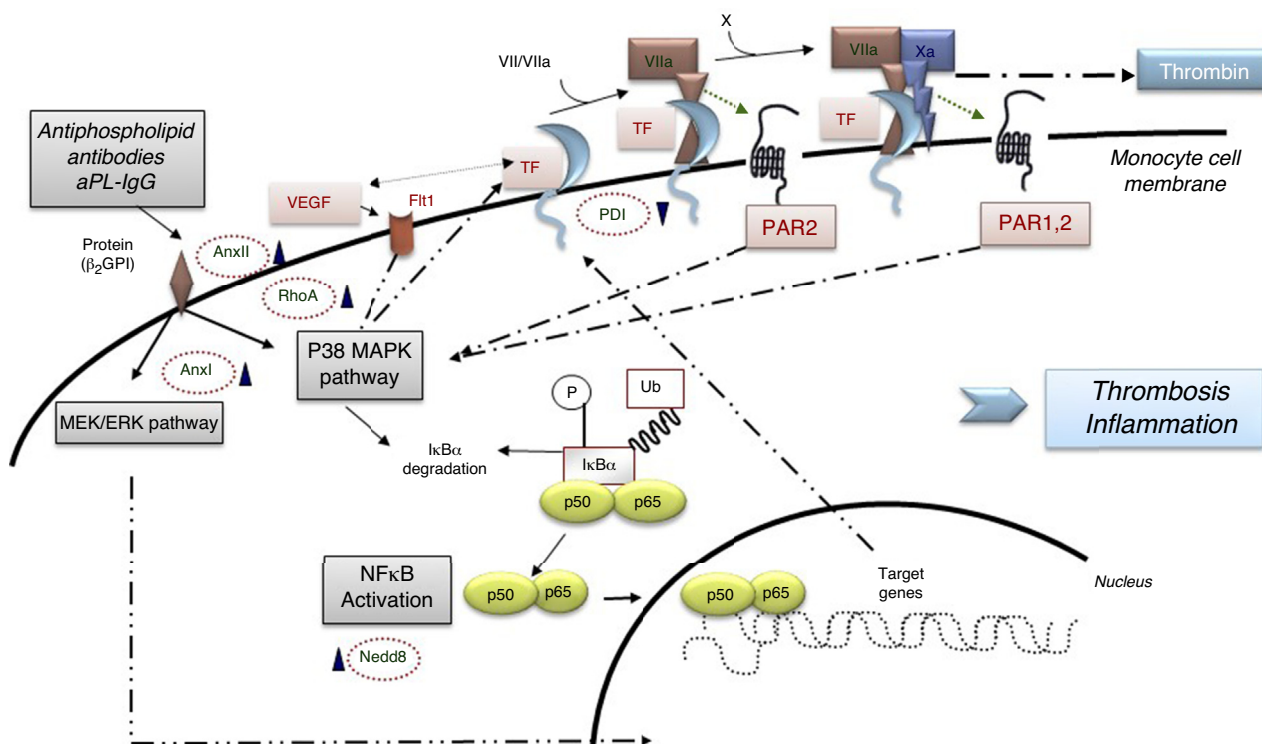 X
VII/VIIa
VIIa
VIIa
Xa
Thrombin
Antiphospholipid
antibodies
aPL-IgG
TF
TF
TF
Monocyte cell
membrane
VEGF
Flt1
PDI
PAR2
PAR1,2
Protein
(β₂GPI)
AnxII
RhoA
AnxI
P38 MAPK
pathway
MEK/ERK pathway
P
Ub
Thrombosis
Inflammation
IκBα
degradation
IκBα
p50
p65
NFκB
Activation
p50
p65
p50
p65
Target
genes
Nucleus
Nedd8